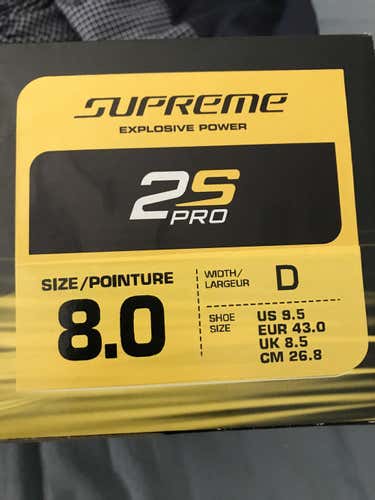 SUPREME
EXPLOSIVE POWER
2S
PRO
SIZE/POINTURE
8.0
WIDTH/
LARGEUR
D
SHOE
SIZE
US 9.5
EUR 43.0
UK 8.5
CM 26.8